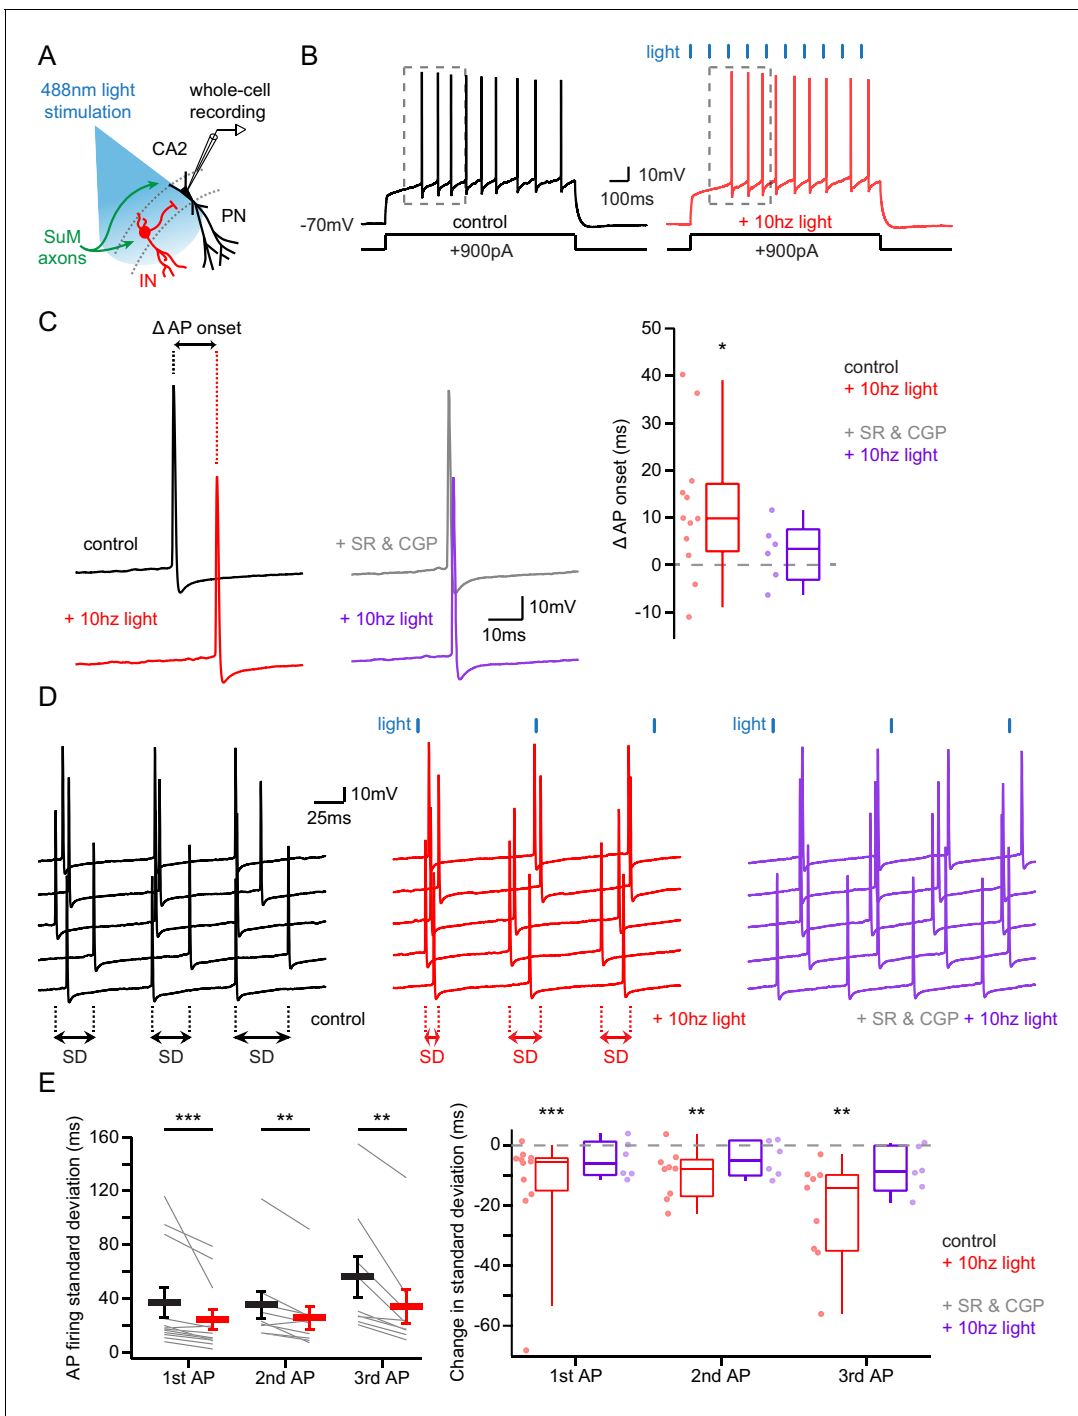 A
488nm light
stimulation
whole-cell
recording
CA2
PN
SuM
axons
IN
B
light
-70mV
control
+900pA
10mV
100ms
+ 10hz light
+900pA
C
Δ AP onset
control
+ 10hz light
+ SR & CGP
+ 10hz light
10mV
10ms
Δ AP onset (ms)
50
40
30
20
10
0
-10
*
control
+ 10hz light
+ SR & CGP
+ 10hz light
D
light
light
10mV
25ms
control
SD
SD
SD
+ 10hz light
SD
SD
SD
+ SR & CGP + 10hz light
E
AP firing standard deviation (ms)
160
120
80
40
0
***
**
**
1st AP
2nd AP
3rd AP
Change in standard deviation (ms)
0
-20
-40
-60
***
**
**
1st AP
2nd AP
3rd AP
control
+ 10hz light
+ SR & CGP
+ 10hz light